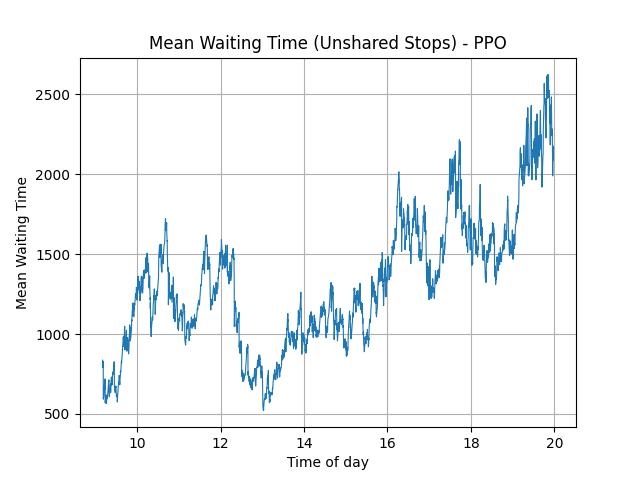 Mean Waiting Time (Unshared Stops) - PPO
2500
2000
1500
1000
500
Mean Waiting Time
10 12 14 16 18 20
Time of day